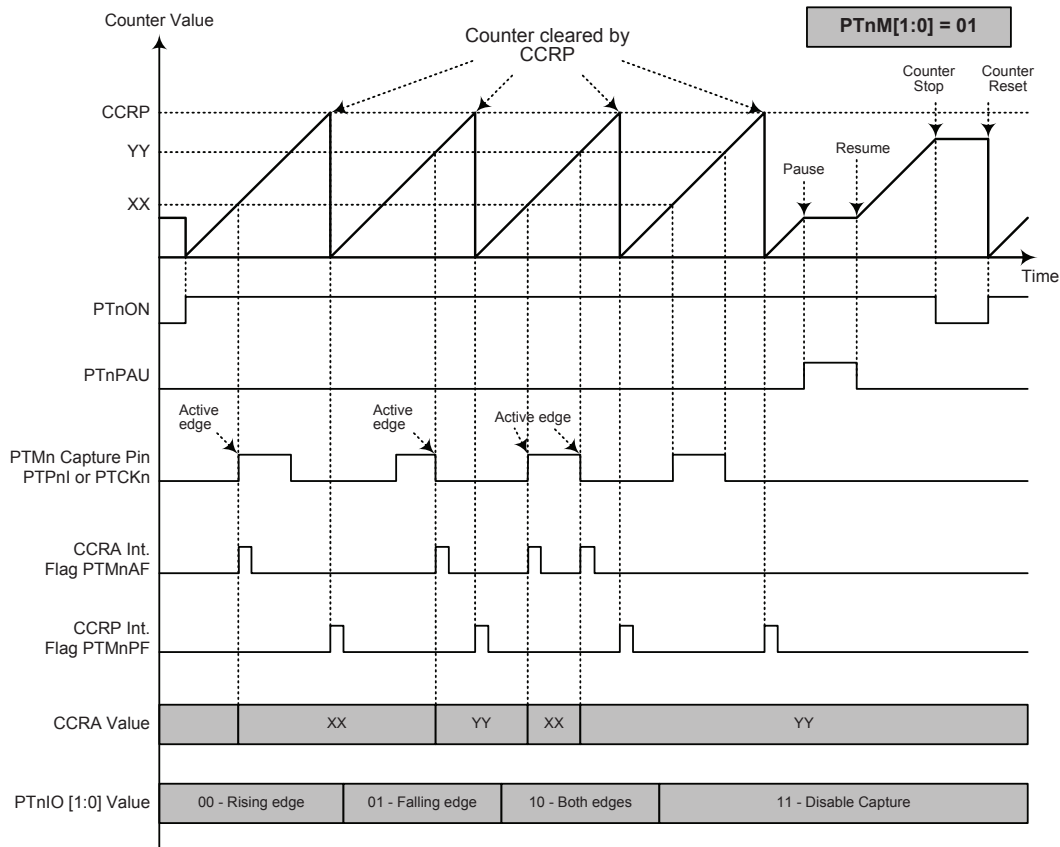 Counter Value
PTnM[1:0] = 01
Counter cleared by
CCRP
Counter
Stop
Counter
Reset
CCRP
YY
Pause
Resume
XX
Time
PTnON
PTnPAU
Active
edge
Active
edge
Active edge
PTMn Capture Pin
PTPnI or PTCKn
CCRA Int.
Flag PTMnAF
CCRP Int.
Flag PTMnPF
CCRA Value
XX
YY
XX
YY
PTnIO [1:0] Value
00 - Rising edge
01 - Falling edge
10 - Both edges
11 - Disable Capture